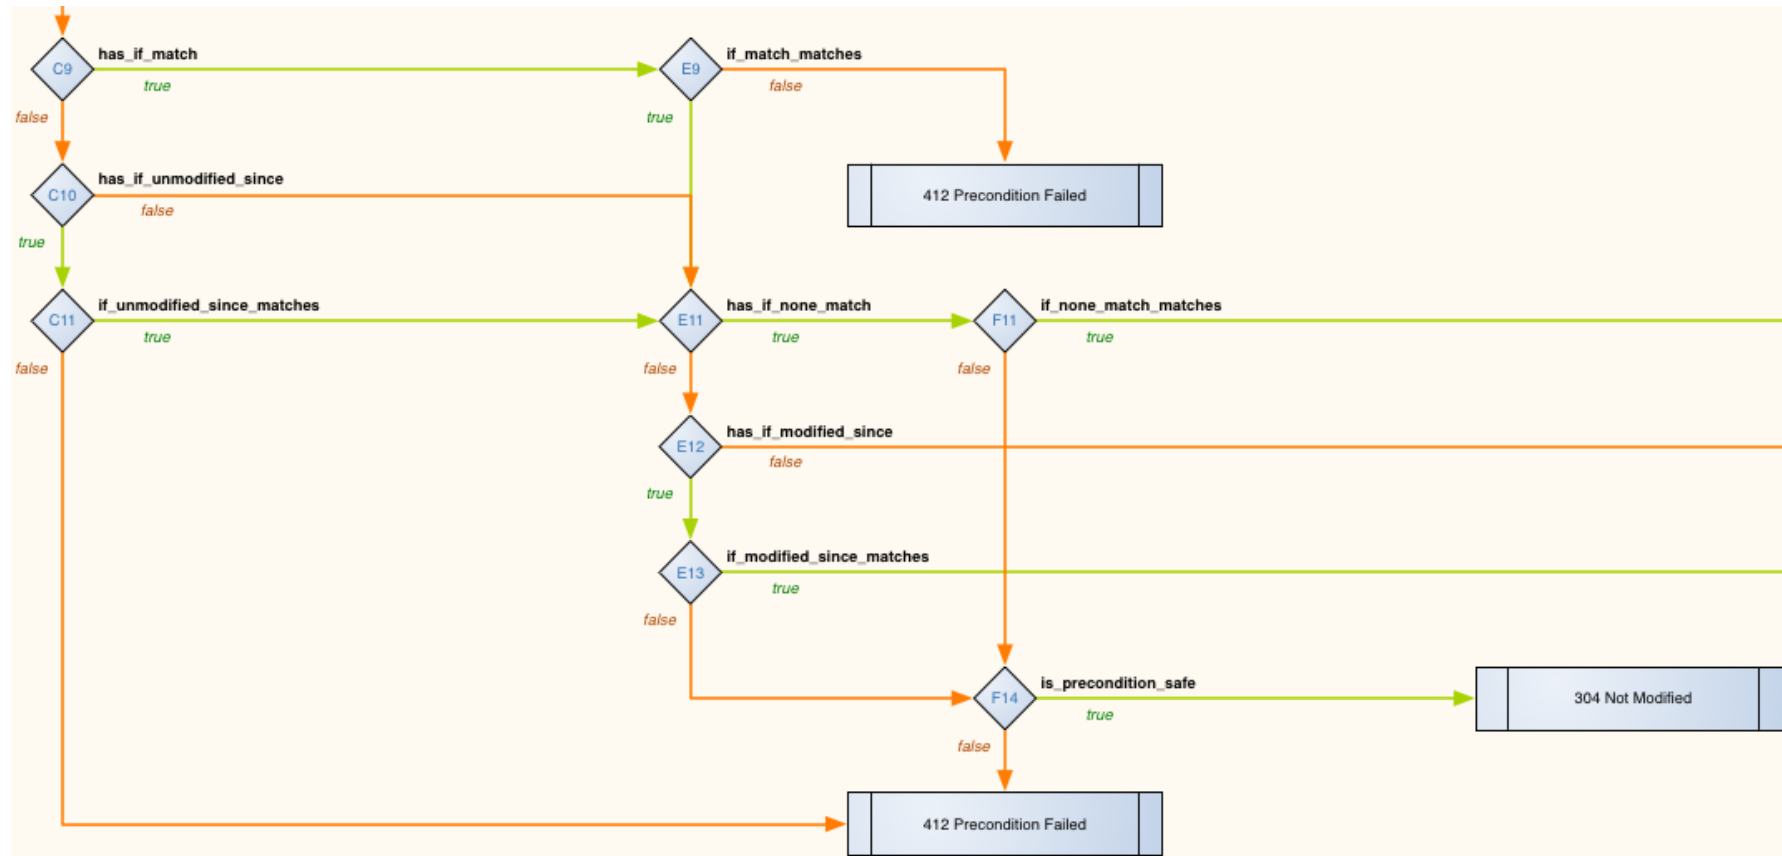 C9
has_if_match
true
false
E9
if_match_matches
false
true
C10
has_if_unmodified_since
false
true
412 Precondition Failed
C11
if_unmodified_since_matches
true
false
E11
has_if_none_match
true
false
F11
if_none_match_matches
true
false
E12
has_if_modified_since
false
true
E13
if_modified_since_matches
true
false
F14
is_precondition_safe
true
false
304 Not Modified
412 Precondition Failed